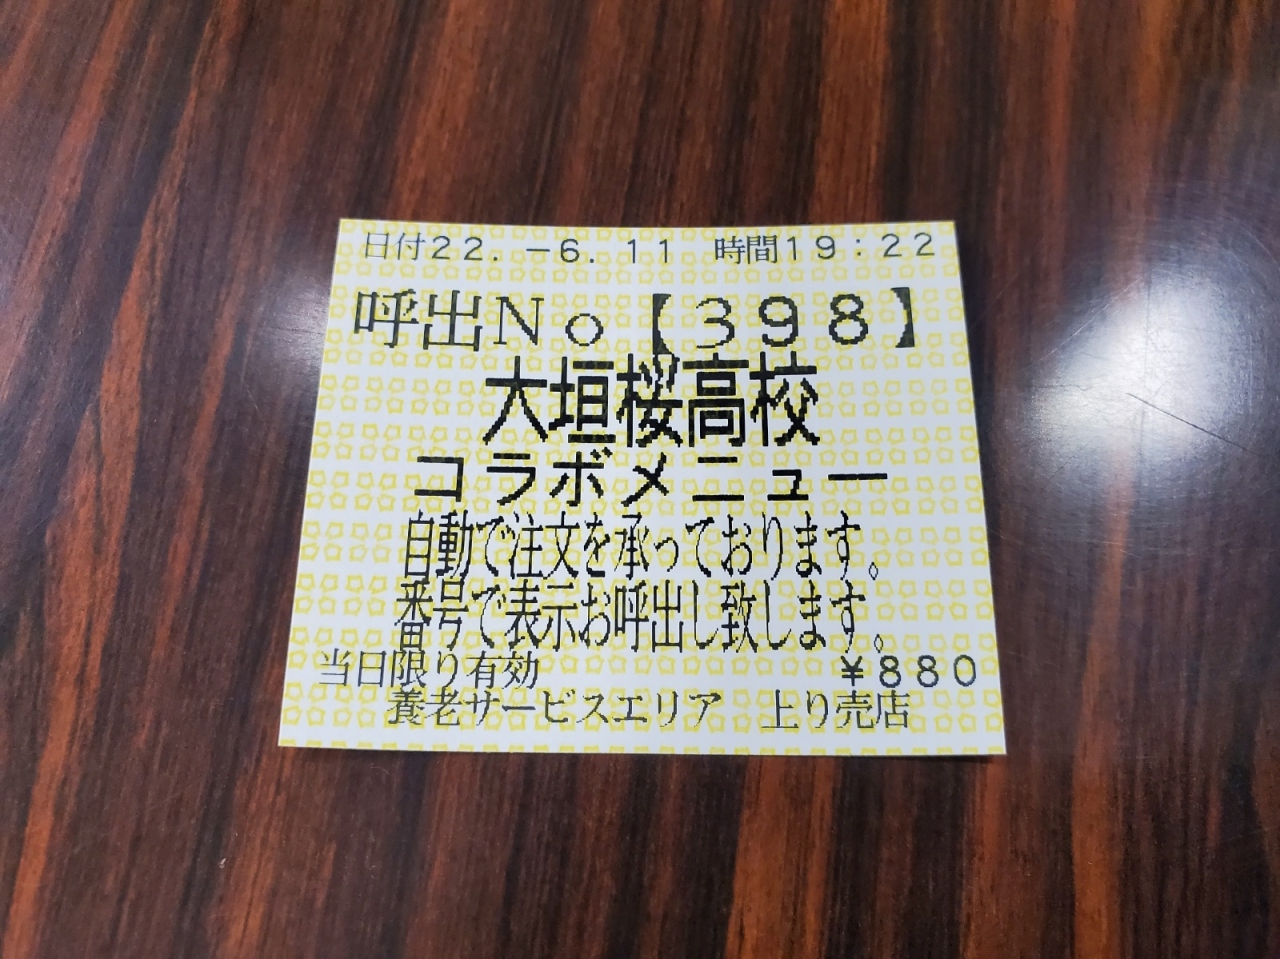 日付22.-6.11 時間19:22
呼出No【398】
大垣桜高校
コラボメニュー
自動で注文を承っております。
番号で表示お呼出し致します。
当日限り有効 ¥880
養老サービスエリア 上り売店